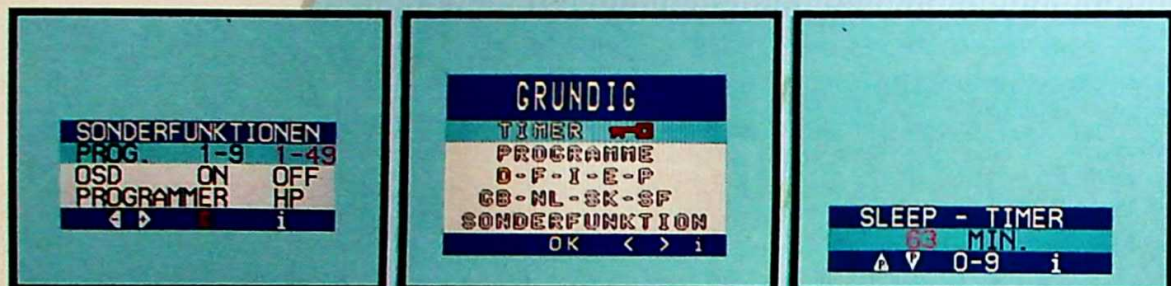 SONDERFUNKTIONEN
PROG. 1-9 1-49
OSD ON OFF
PROGRAMMER HP
i
GRUNDIG
TIMER
PROGRAMME
D-F-I-E-P
GB-NL-SK-SF
SONDERFUNKTION
OK < > i
SLEEP - TIMER
63 MIN.
P P 0-9 i